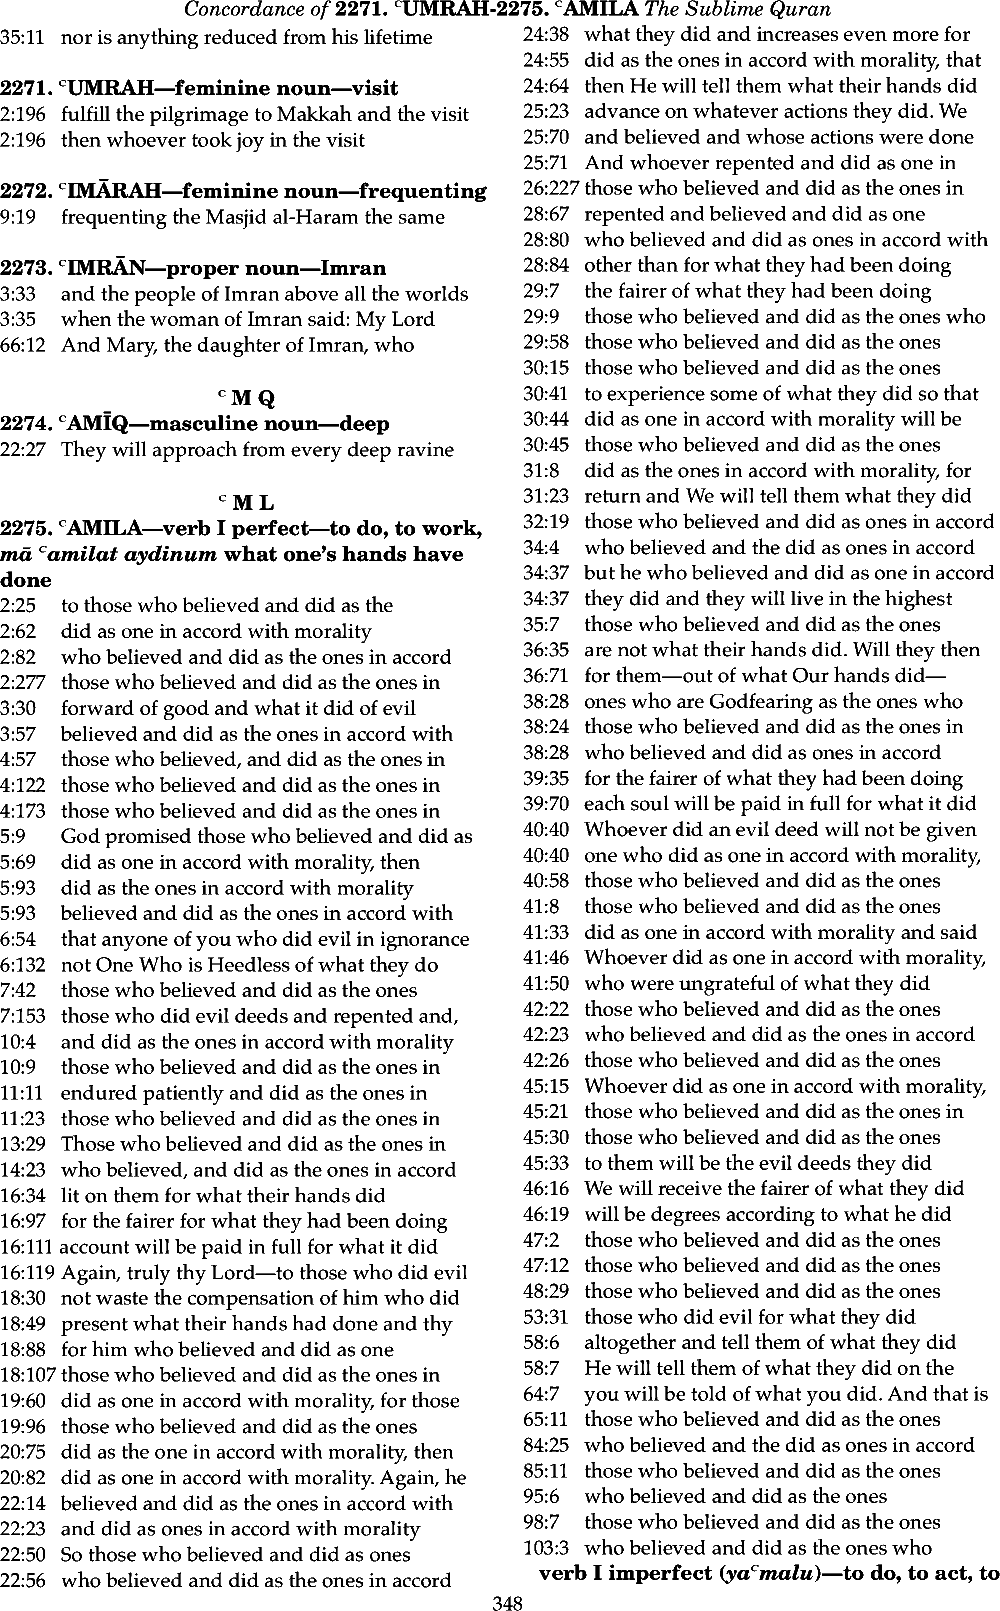 Concordance of 2271. ᶜUMRAH-2275. ᶜAMILA The Sublime Quran
35:11 nor is anything reduced from his lifetime
2271. ᶜUMRAH—feminine noun—visit
2:196 fulfill the pilgrimage to Makkah and the visit
2:196 then whoever took joy in the visit
2272. ᶜIMĀRAH—feminine noun—frequenting
9:19 frequenting the Masjid al-Haram the same
2273. ᶜIMRĀN—proper noun—Imran
3:33 and the people of Imran above all the worlds
3:35 when the woman of Imran said: My Lord
66:12 And Mary, the daughter of Imran, who
ᶜ M Q
2274. ᶜAMĪQ—masculine noun—deep
22:27 They will approach from every deep ravine
ᶜ M L
2275. ᶜAMILA—verb I perfect—to do, to work,
mā ᶜamilat aydinum what one's hands have
done
2:25 to those who believed and did as the
2:62 did as one in accord with morality
2:82 who believed and did as the ones in accord
2:277 those who believed and did as the ones in
3:30 forward of good and what it did of evil
3:57 believed and did as the ones in accord with
4:57 those who believed, and did as the ones in
4:122 those who believed and did as the ones in
4:173 those who believed and did as the ones in
5:9 God promised those who believed and did as
5:69 did as one in accord with morality, then
5:93 did as the ones in accord with morality
5:93 believed and did as the ones in accord with
6:54 that anyone of you who did evil in ignorance
6:132 not One Who is Heedless of what they do
7:42 those who believed and did as the ones
7:153 those who did evil deeds and repented and,
10:4 and did as the ones in accord with morality
10:9 those who believed and did as the ones in
11:11 endured patiently and did as the ones in
11:23 those who believed and did as the ones in
13:29 Those who believed and did as the ones in
14:23 who believed, and did as the ones in accord
16:34 lit on them for what their hands did
16:97 for the fairer for what they had been doing
16:111 account will be paid in full for what it did
16:119 Again, truly thy Lord—to those who did evil
18:30 not waste the compensation of him who did
18:49 present what their hands had done and thy
18:88 for him who believed and did as one
18:107 those who believed and did as the ones in
19:60 did as one in accord with morality, for those
19:96 those who believed and did as the ones
20:75 did as the one in accord with morality, then
20:82 did as one in accord with morality. Again, he
22:14 believed and did as the ones in accord with
22:23 and did as ones in accord with morality
22:50 So those who believed and did as ones
22:56 who believed and did as the ones in accord
24:38 what they did and increases even more for
24:55 did as the ones in accord with morality, that
24:64 then He will tell them what their hands did
25:23 advance on whatever actions they did. We
25:70 and believed and whose actions were done
25:71 And whoever repented and did as one in
26:227 those who believed and did as the ones in
28:67 repented and believed and did as one
28:80 who believed and did as ones in accord with
28:84 other than for what they had been doing
29:7 the fairer of what they had been doing
29:9 those who believed and did as the ones who
29:58 those who believed and did as the ones
30:15 those who believed and did as the ones
30:41 to experience some of what they did so that
30:44 did as one in accord with morality will be
30:45 those who believed and did as the ones
31:8 did as the ones in accord with morality, for
31:23 return and We will tell them what they did
32:19 those who believed and did as ones in accord
34:4 who believed and the did as ones in accord
34:37 but he who believed and did as one in accord
34:37 they did and they will live in the highest
35:7 those who believed and did as the ones
36:35 are not what their hands did. Will they then
36:71 for them—out of what Our hands did—
38:28 ones who are Godfearing as the ones who
38:24 those who believed and did as the ones in
38:28 who believed and did as ones in accord
39:35 for the fairer of what they had been doing
39:70 each soul will be paid in full for what it did
40:40 Whoever did an evil deed will not be given
40:40 one who did as one in accord with morality,
40:58 those who believed and did as the ones
41:8 those who believed and did as the ones
41:33 did as one in accord with morality and said
41:46 Whoever did as one in accord with morality,
41:50 who were ungrateful of what they did
42:22 those who believed and did as the ones
42:23 who believed and did as the ones in accord
42:26 those who believed and did as the ones
45:15 Whoever did as one in accord with morality,
45:21 those who believed and did as the ones in
45:30 those who believed and did as the ones
45:33 to them will be the evil deeds they did
46:16 We will receive the fairer of what they did
46:19 will be degrees according to what he did
47:2 those who believed and did as the ones
47:12 those who believed and did as the ones
48:29 those who believed and did as the ones
53:31 those who did evil for what they did
58:6 altogether and tell them of what they did
58:7 He will tell them of what they did on the
64:7 you will be told of what you did. And that is
65:11 those who believed and did as the ones
84:25 who believed and the did as ones in accord
85:11 those who believed and did as the ones
95:6 who believed and did as the ones
98:7 those who believed and did as the ones
103:3 who believed and did as the ones who
verb I imperfect (yaᶜmalu)—to do, to act, to
348